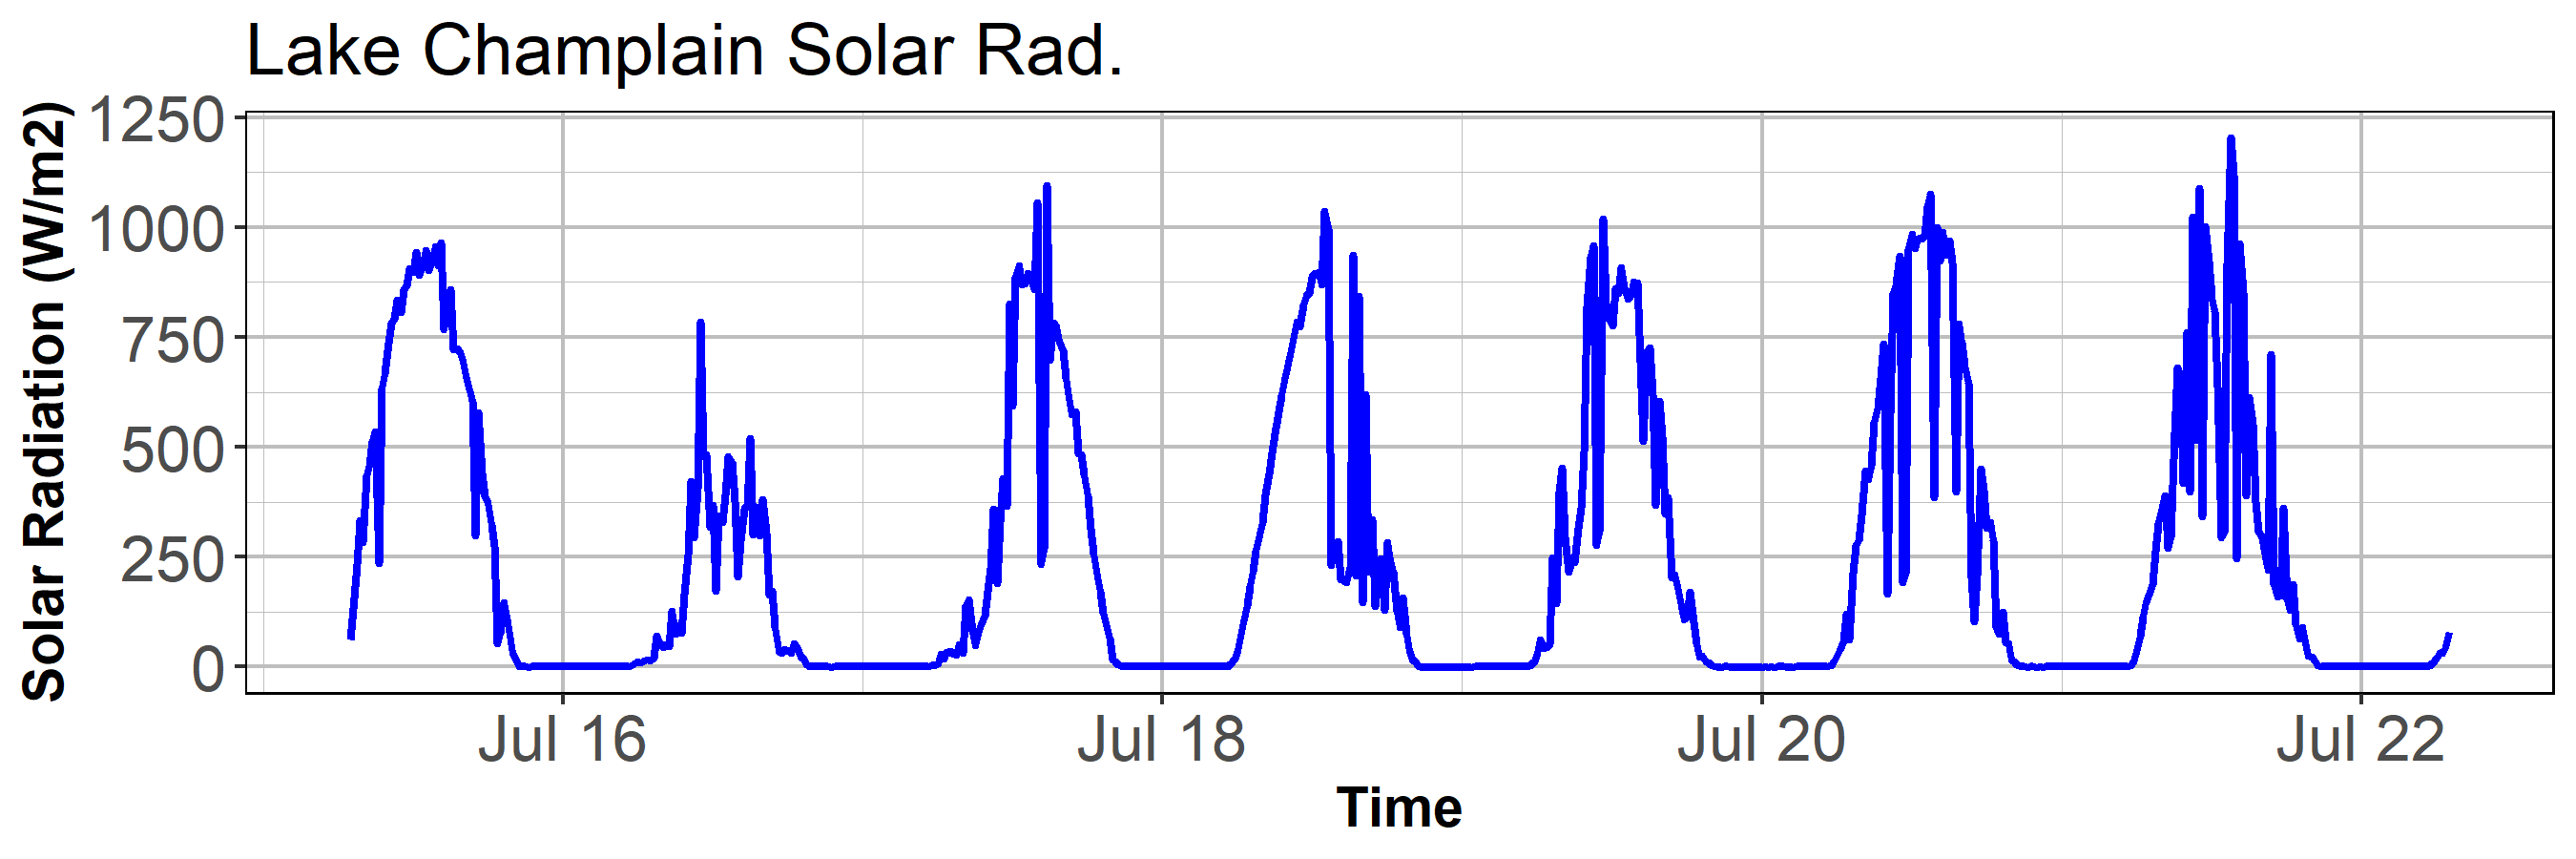 Lake Champlain Solar Rad.
Solar Radiation (W/m2)
1250
1000
750
500
250
0
Jul 16 Jul 18 Jul 20 Jul 22
Time